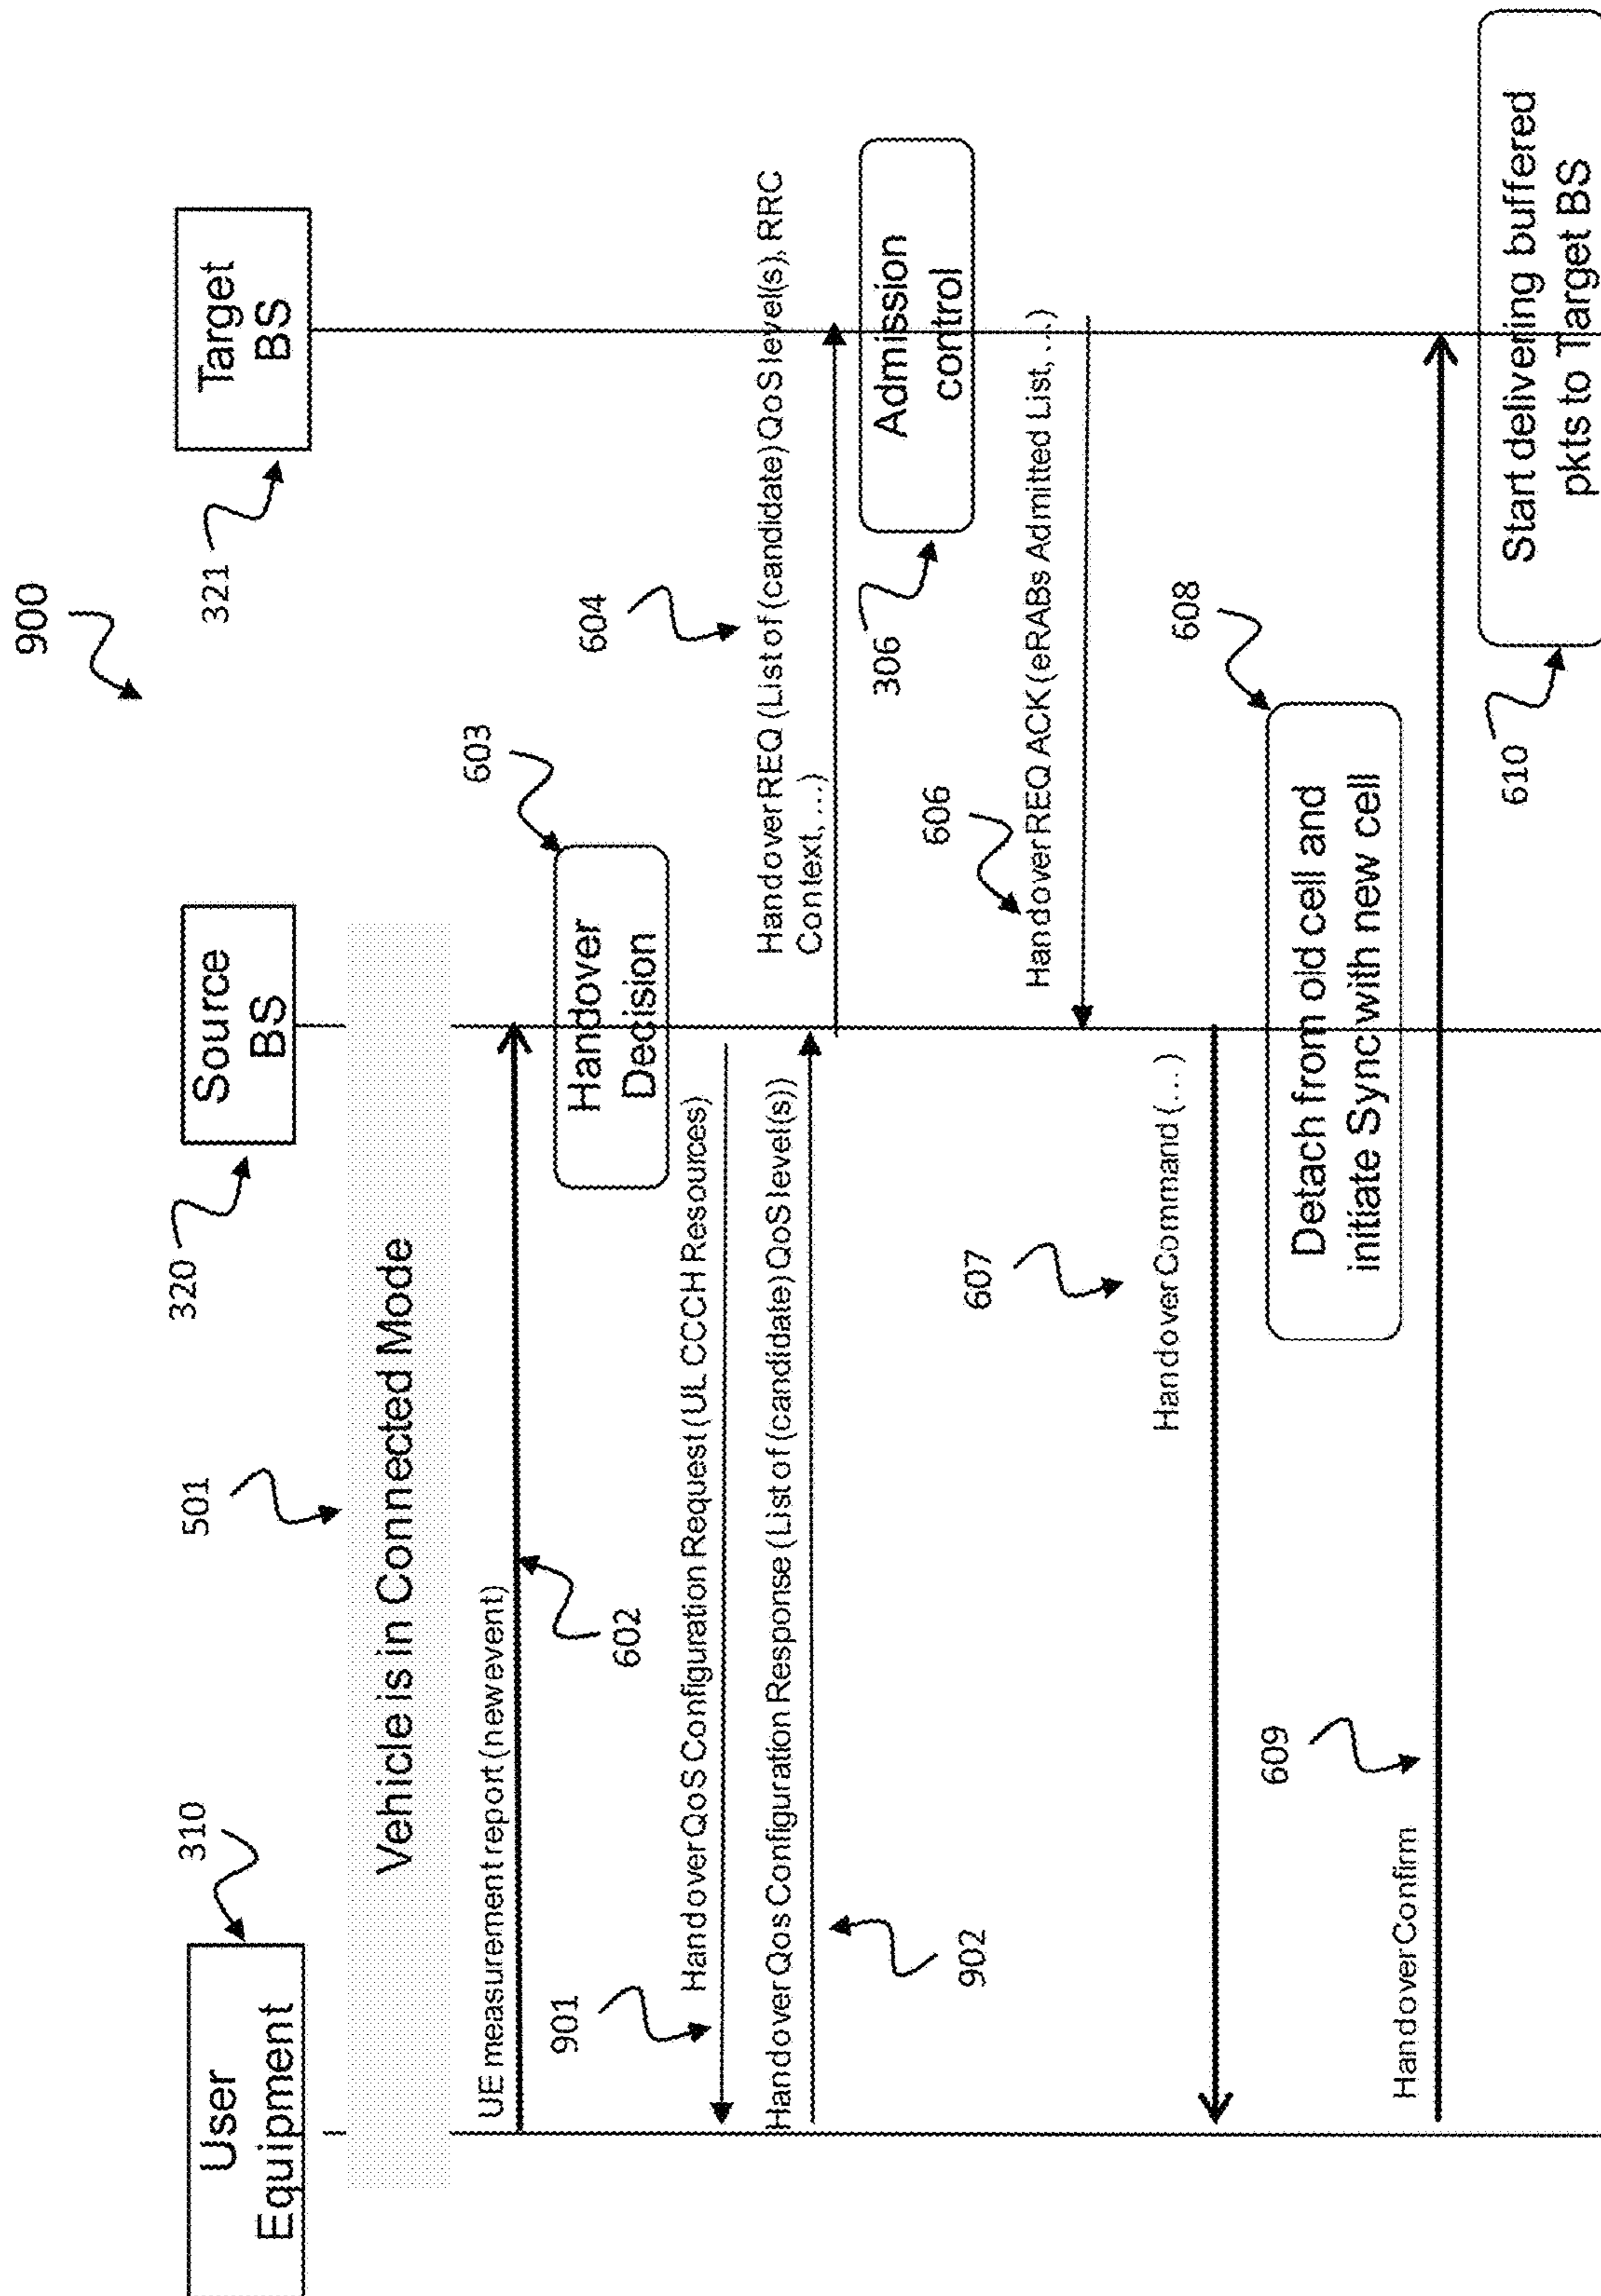 900
User
Equipment
310
Source
BS
320
Target
BS
321
501
Vehicle is in Connected Mode
UE measurement report (new event)
602
603
Handover
Decision
901
Handover QoS Configuration Request (UL CCCH Resources)
Handover Qos Configuration Response (List of (candidate) QoS level(s))
902
604
Handover REQ (List of (candidate) QoS level(s), RRC
Context, ...)
306
Admission
control
606
Handover REQ ACK (eRABs Admitted List, ...)
607
Handover Command (...)
608
Detach from old cell and
initiate Sync with new cell
609
Handover Confirm
610
Start delivering buffered
pkts to Target BS